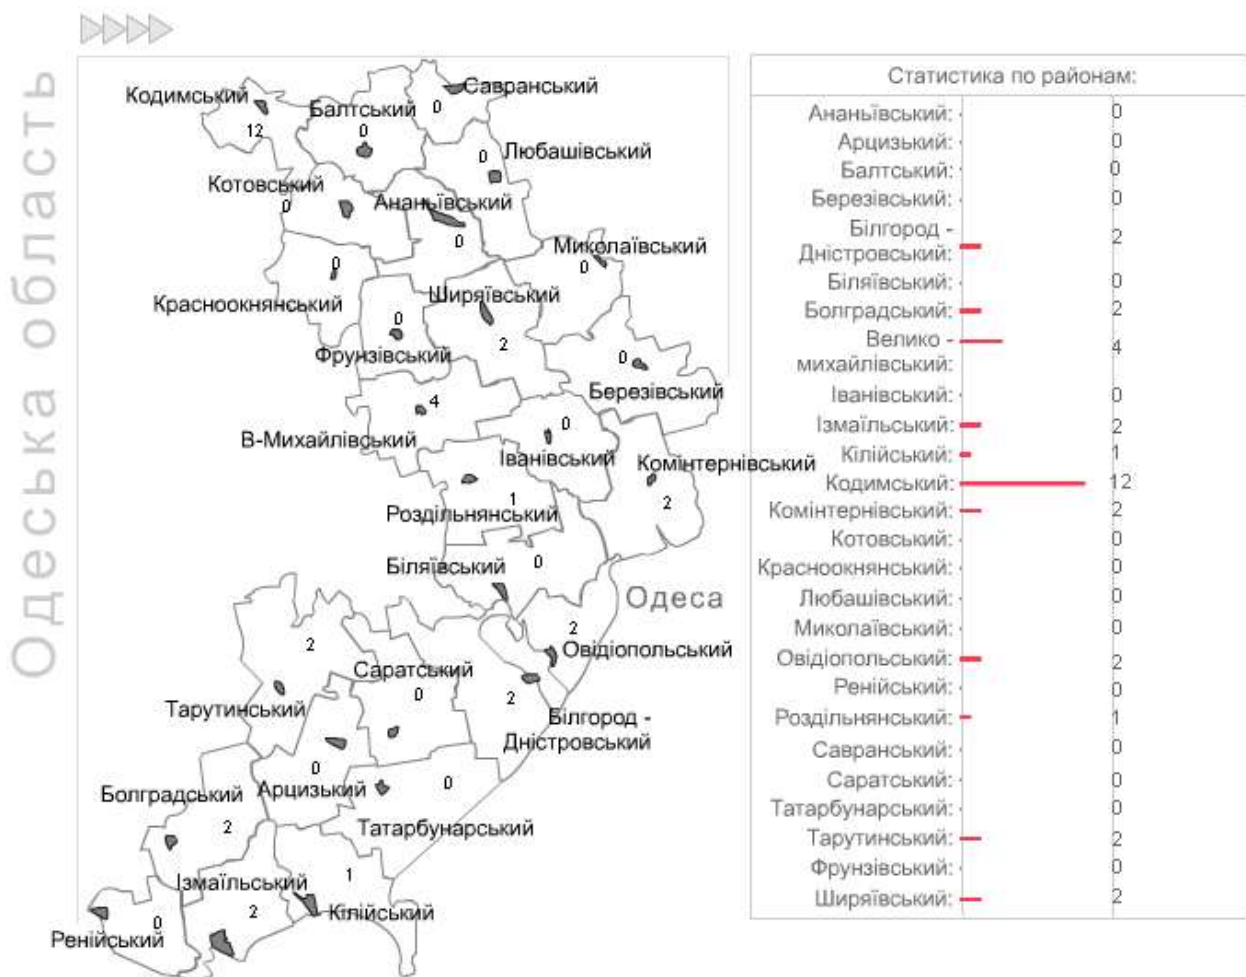 Одеська область
Кодимський
12
Балтський
0
Савранський
0
Любашівський
0
Котовський
0
Ананьївський
0
Миколаївський
0
Красноокнянський
0
Ширяївський
2
Фрунзівський
0
Березівський
0
В-Михайлівський
4
Іванівський
0
Комінтернівський
2
Роздільнянський
1
Біляївський
0
Одеса
Овідіопольський
2
Тарутинський
2
Саратський
0
Білгород -
Дністровський
2
Арцизький
0
Татарбунарський
0
Болградський
2
Ізмаїльський
2
Кілійський
1
Ренійський
0
Статистика по районам:
Ананьївський: 0
Арцизький: 0
Балтський: 0
Березівський: 0
Білгород -
Дністровський: 2
Біляївський: 0
Болградський: 2
Велико - 4
михайлівський:
Іванівський: 0
Ізмаїльський: 2
Кілійський: 1
Кодимський: 12
Комінтернівський: 2
Котовський: 0
Красноокнянський: 0
Любашівський: 0
Миколаївський: 0
Овідіопольський: 2
Ренійський: 0
Роздільнянський: 1
Савранський: 0
Саратський: 0
Татарбунарський: 0
Тарутинський: 2
Фрунзівський: 0
Ширяївський: 2